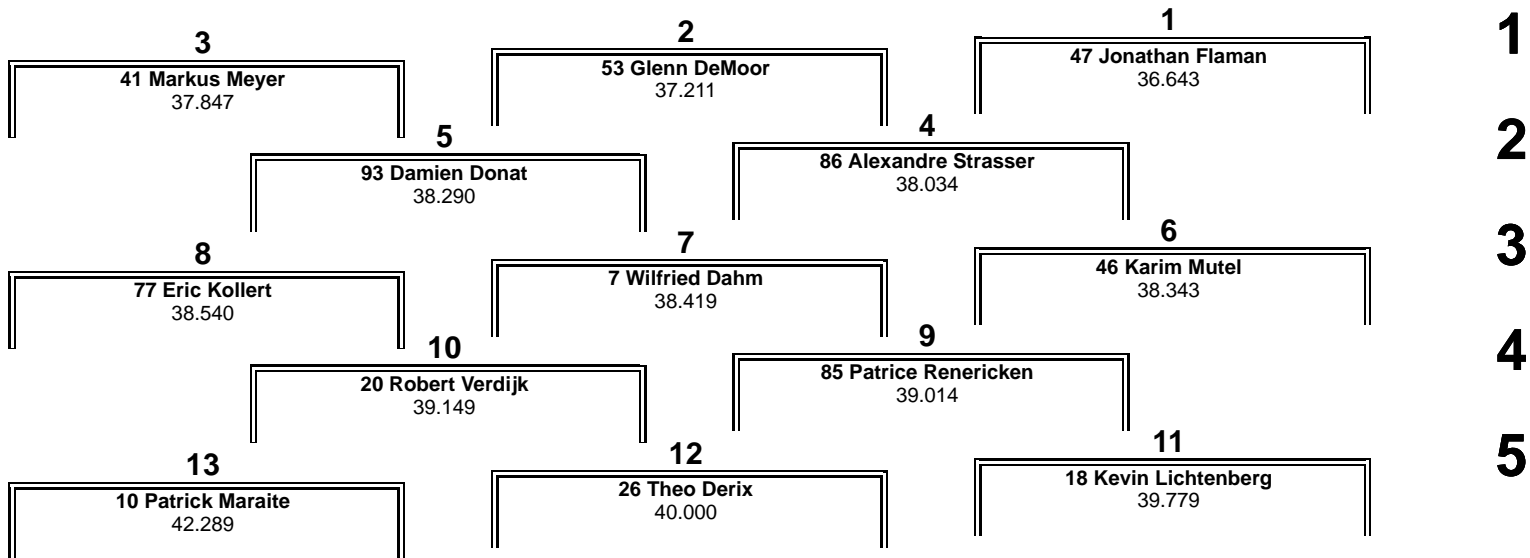 3
2
1
1
41 Markus Meyer
53 Glenn DeMoor
47 Jonathan Flaman
37.847
37.211
36.643
5
4
2
93 Damien Donat
86 Alexandre Strasser
38.290
38.034
8
7
6
3
77 Eric Kollert
7 Wilfried Dahm
46 Karim Mutel
38.540
38.419
38.343
10
9
4
20 Robert Verdijk
85 Patrice Renericken
39.149
39.014
13
12
11
5
10 Patrick Maraite
26 Theo Derix
18 Kevin Lichtenberg
42.289
40.000
39.779